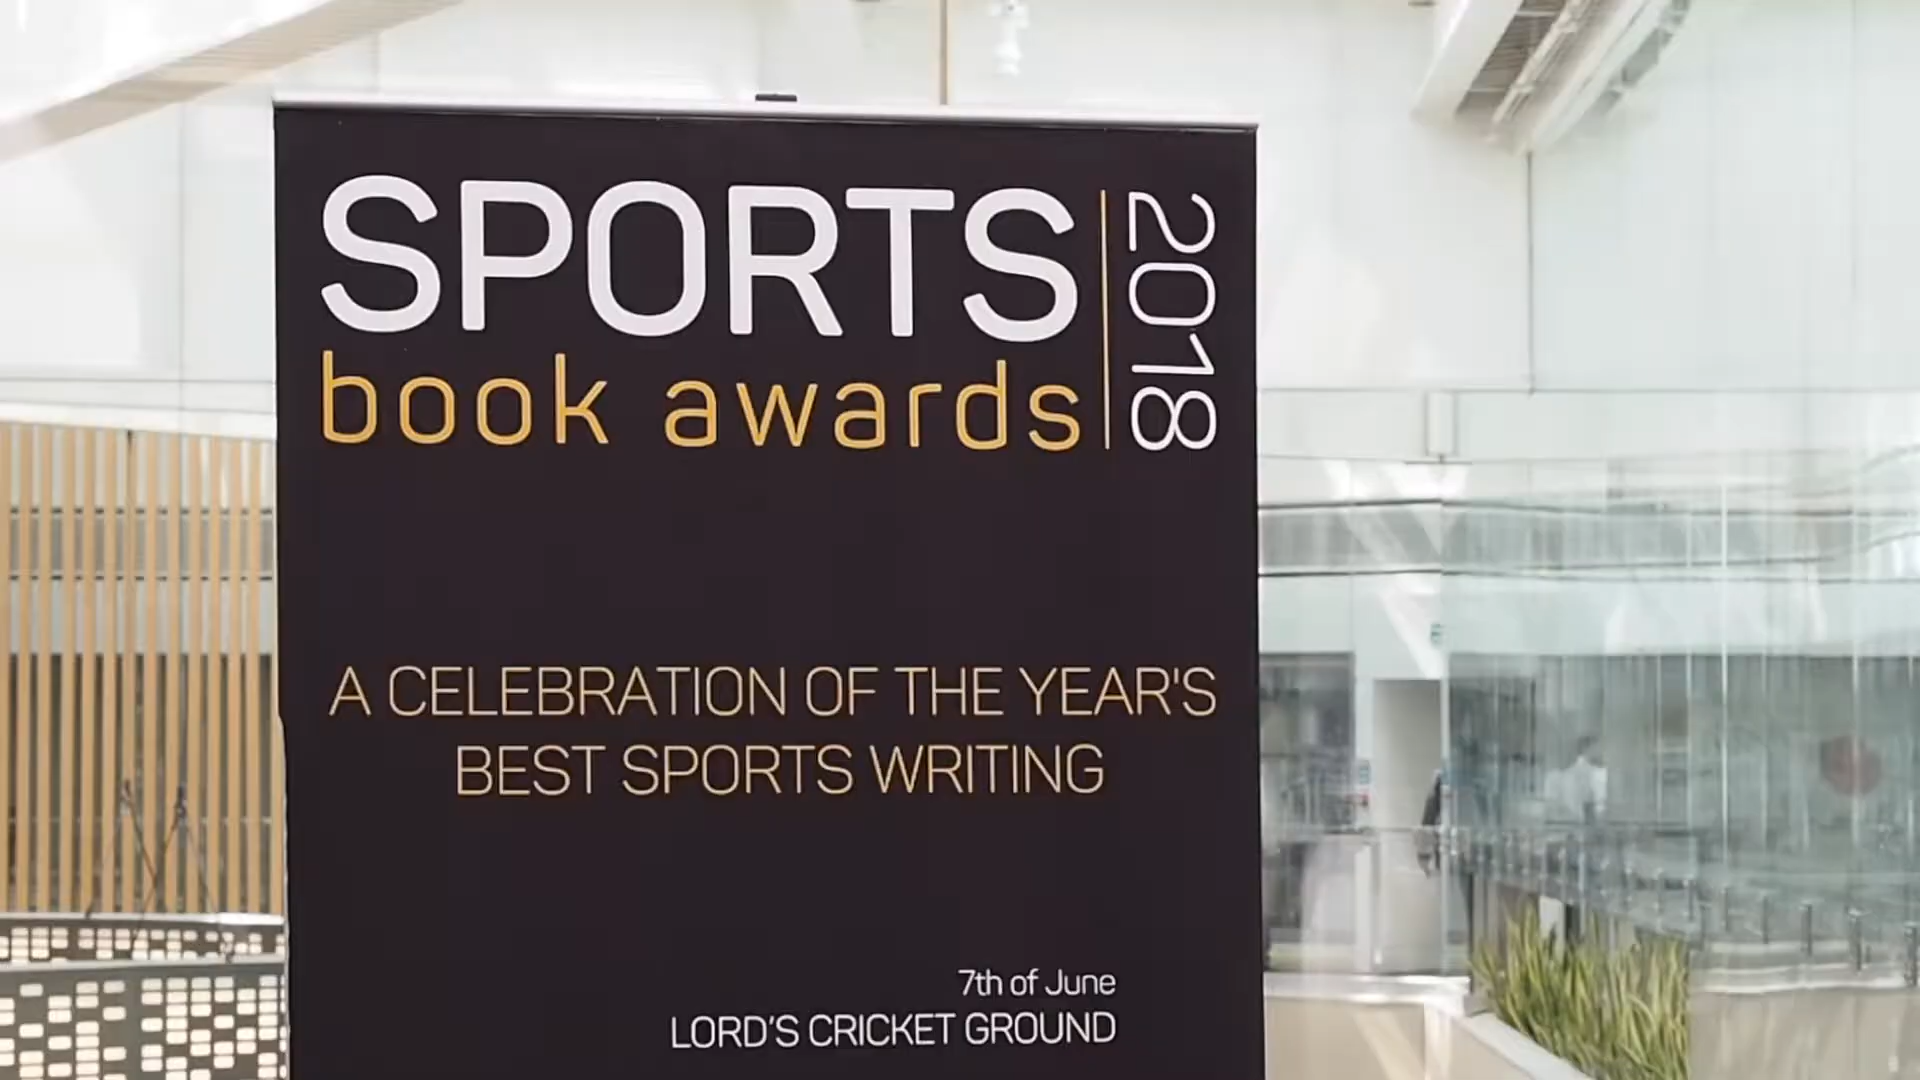 SPORTS
book awards
2018
A CELEBRATION OF THE YEAR'S
BEST SPORTS WRITING
7th of June
LORD'S CRICKET GROUND